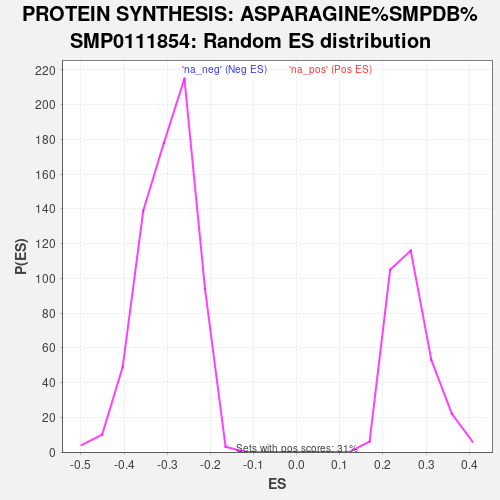 PROTEIN SYNTHESIS: ASPARAGINE%SMPDB%
SMP0111854: Random ES distribution
'na_neg' (Neg ES) 'na_pos' (Pos ES)
220
200
180
160
140
120
100
80
60
40
20
0
P(ES)
Sets with pos scores: 31%
-0.5 -0.4 -0.3 -0.2 -0.1 0.0 0.1 0.2 0.3 0.4
ES